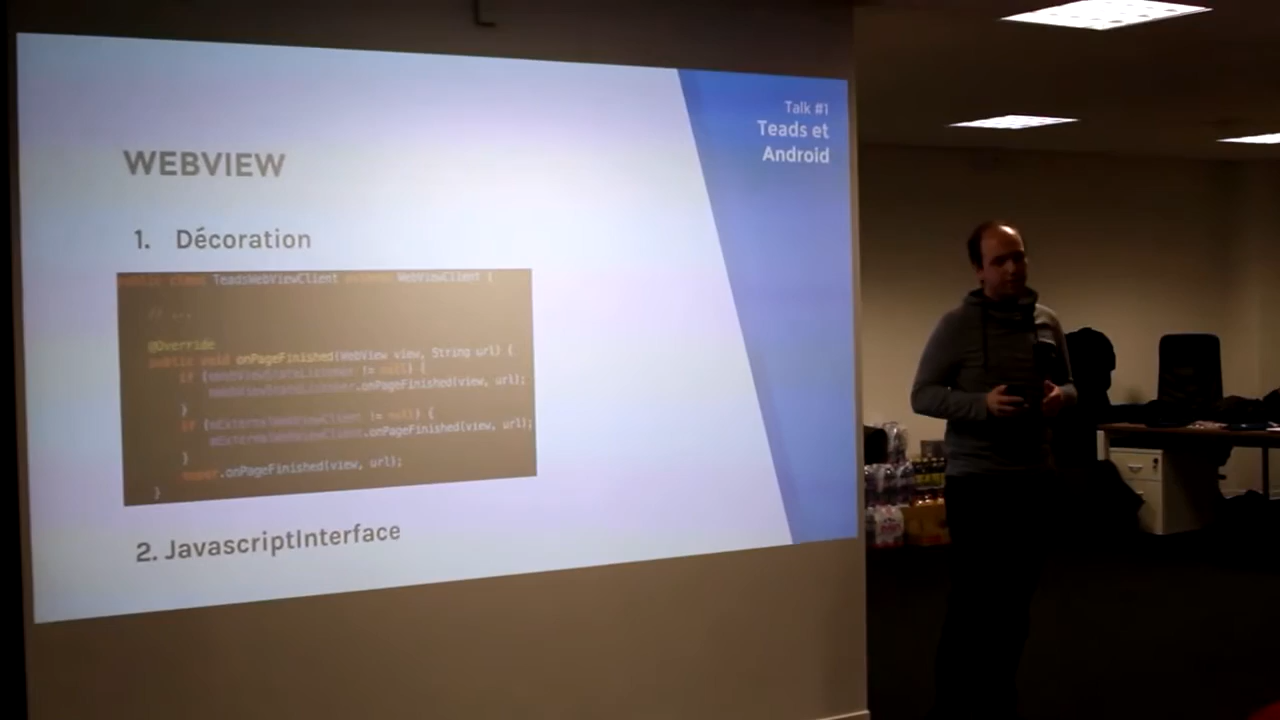 Talk #1
Teads et
Android
WEBVIEW
1. Décoration
public class TeadsWebViewClient extends WebViewClient {
// ...
@Override
public void onPageFinished(WebView view, String url) {
if ( != null) {
.onPageFinished(view, url);
}
if (mExternalWebViewClient != null) {
mExternalWebViewClient.onPageFinished(view, url);
}
super.onPageFinished(view, url);
}
2. JavascriptInterface